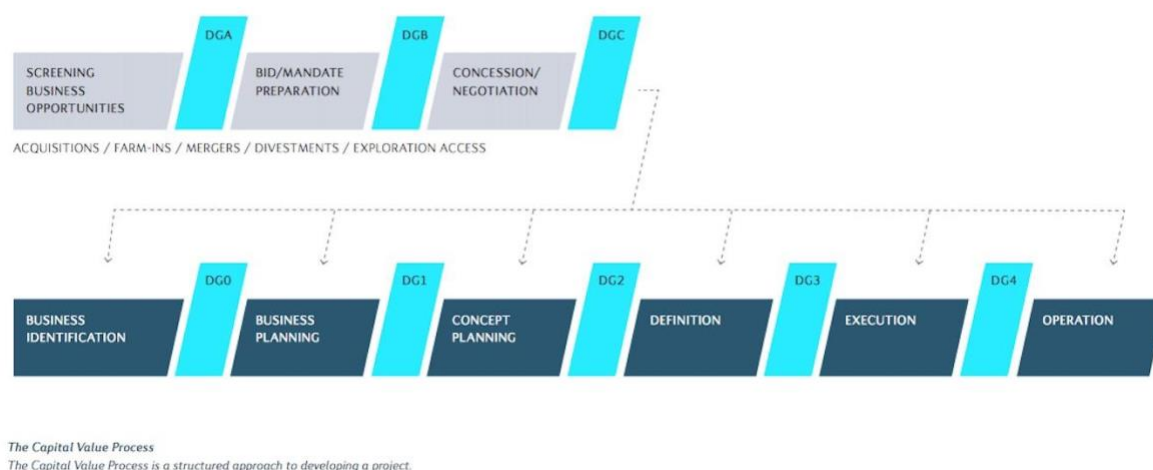 DGA
DGB
DGC
SCREENING
BUSINESS
OPPORTUNITIES
BID/MANDATE
PREPARATION
CONCESSION/
NEGOTIATION
ACQUISITIONS / FARM-INS / MERGERS / DIVESTMENTS / EXPLORATION ACCESS
DG0
DG1
DG2
DG3
DG4
BUSINESS
IDENTIFICATION
BUSINESS
PLANNING
CONCEPT
PLANNING
DEFINITION
EXECUTION
OPERATION
The Capital Value Process
The Capital Value Process is a structured approach to developing a project.